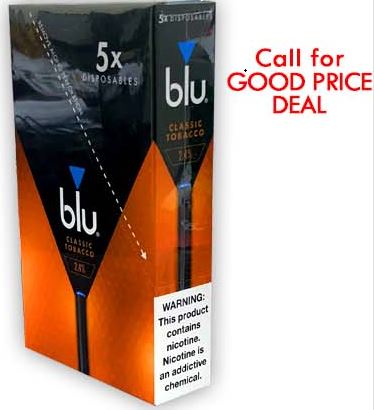 5X DISPOSABLES
5x
DISPOSABLES
blu
CLASSIC
TOBACCO
2.4%
blu
CLASSIC
TOBACCO
2.4%
WARNING:
This product
contains
nicotine.
Nicotine is
an addictive
chemical.
Call for
GOOD PRICE
DEAL